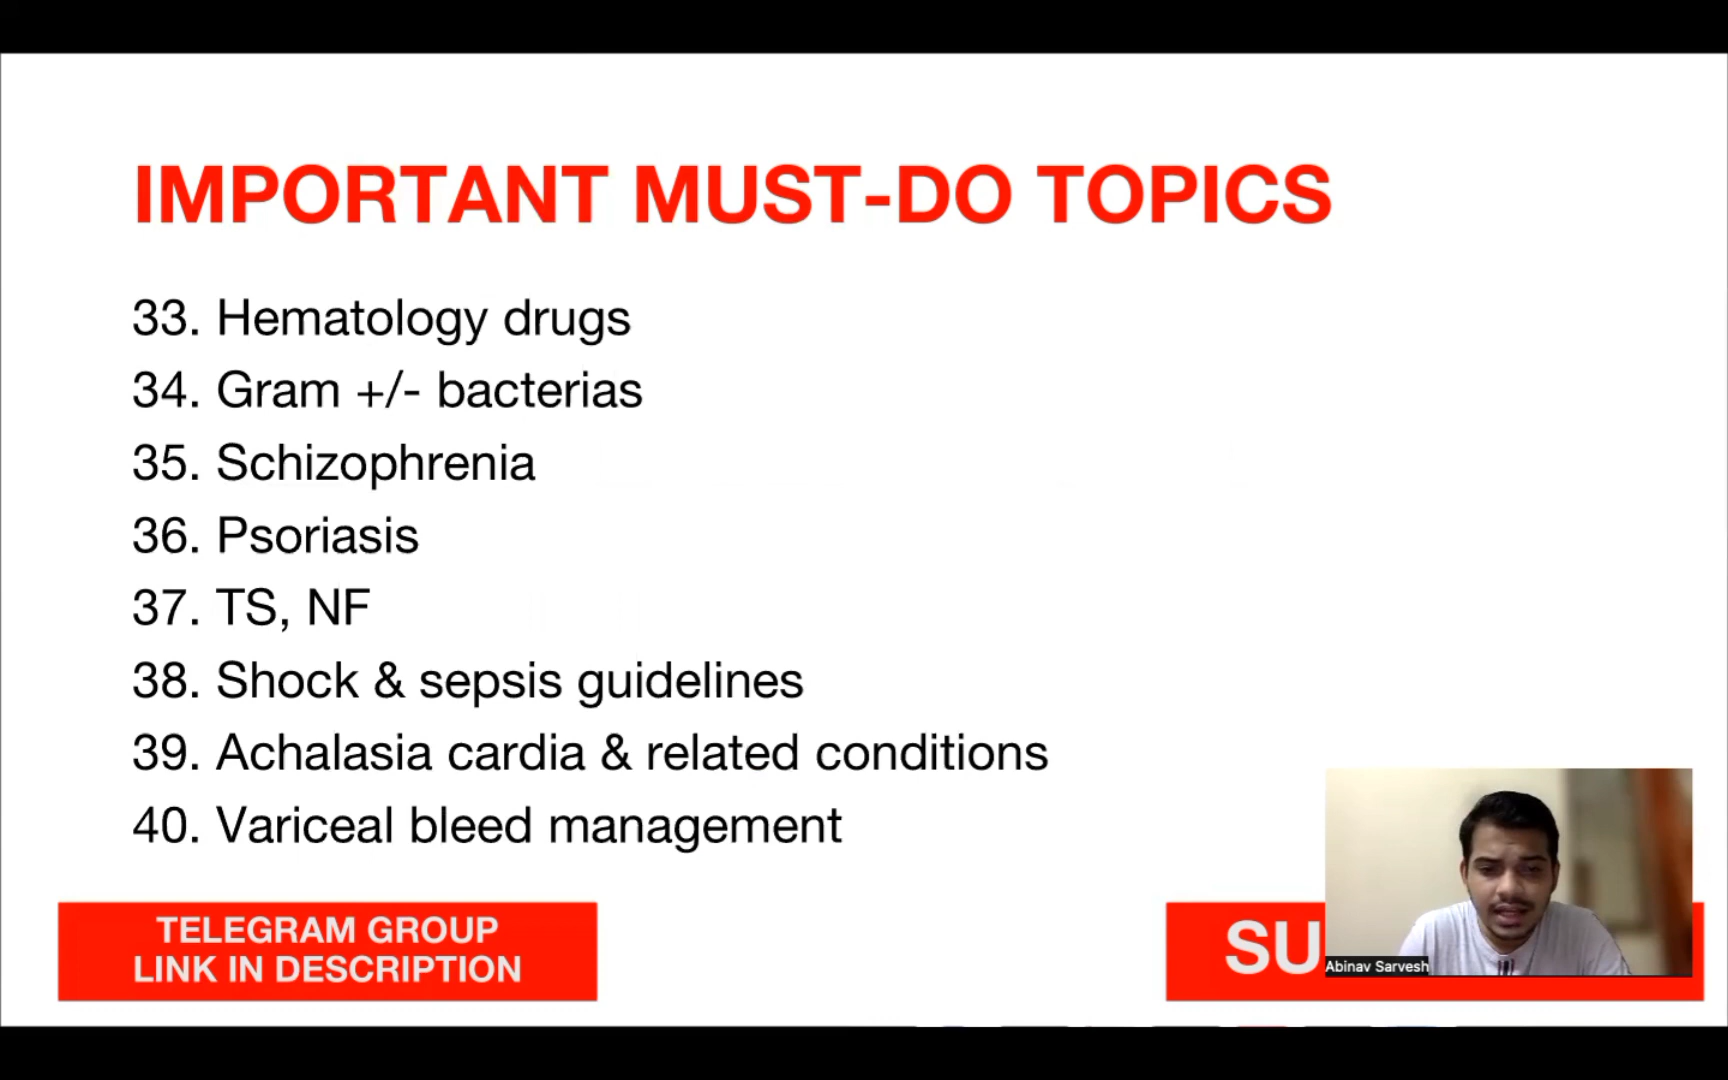 IMPORTANT MUST-DO TOPICS
33. Hematology drugs
34. Gram +/- bacterias
35. Schizophrenia
36. Psoriasis
37. TS, NF
38. Shock & sepsis guidelines
39. Achalasia cardia & related conditions
40. Variceal bleed management
TELEGRAM GROUP
LINK IN DESCRIPTION
SU
Abinav Sarvesh